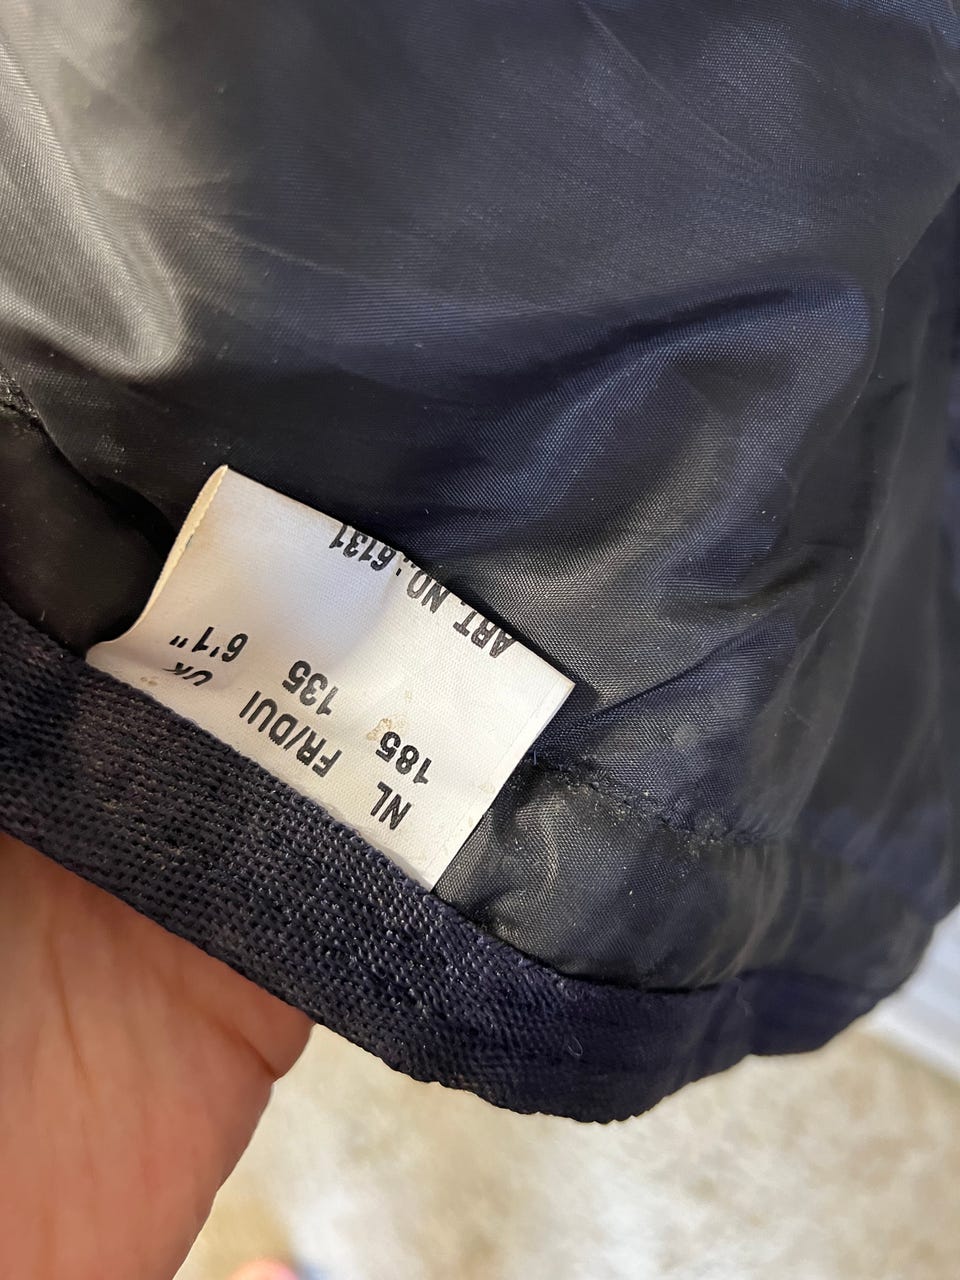 NL FR/DUI UK
185 135 6'1"
ART. NO.: 6131